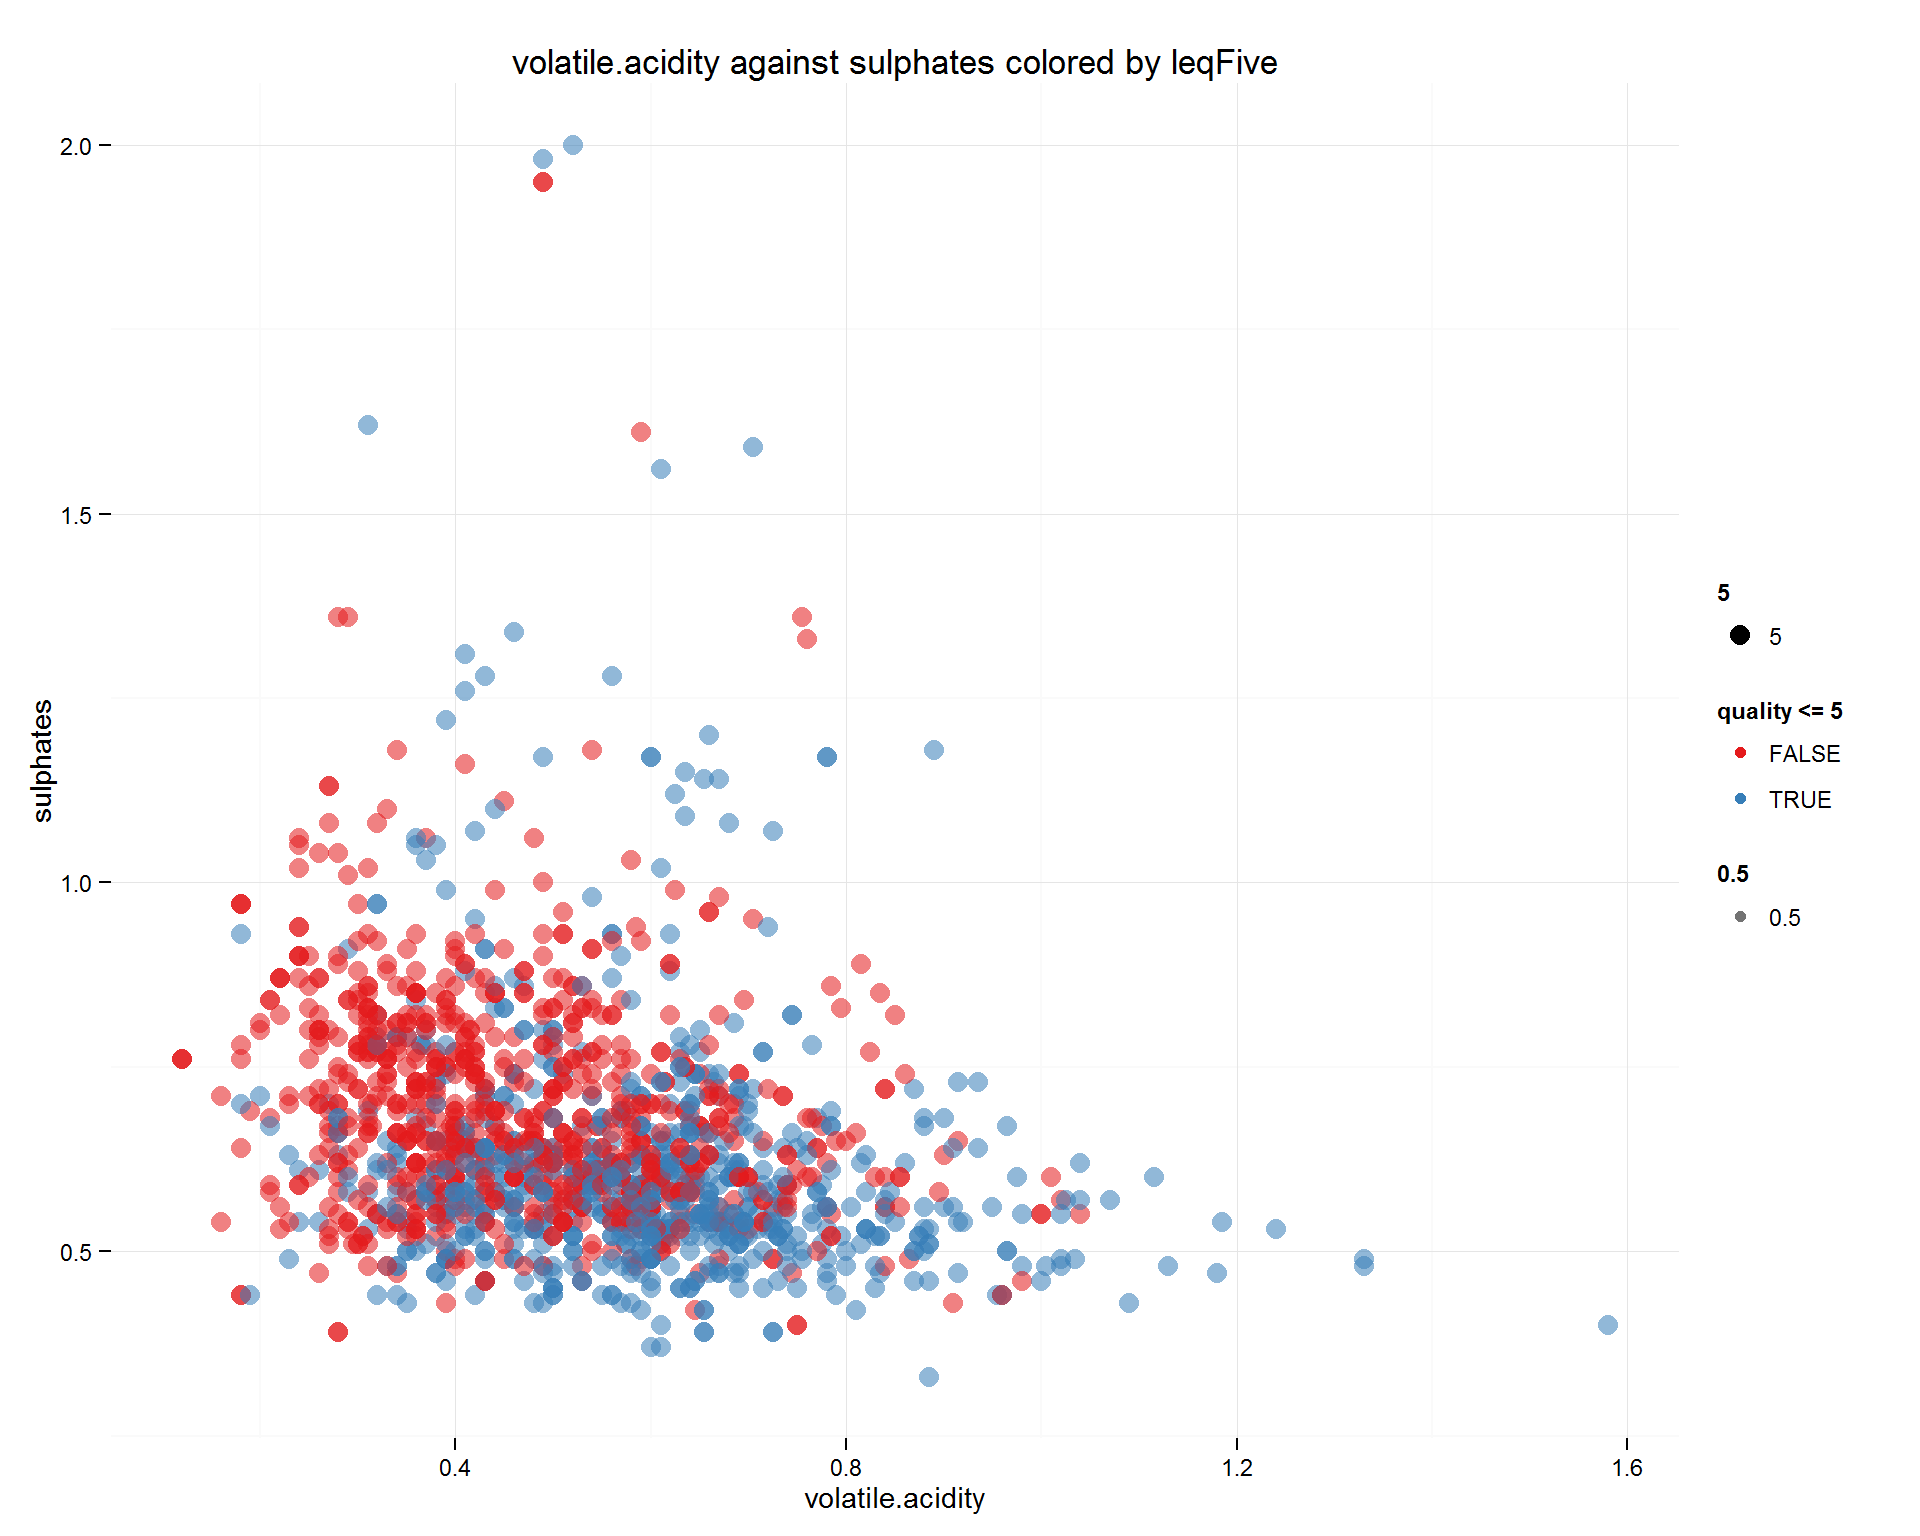 volatile.acidity against sulphates colored by leqFive
2.0
1.5
1.0
0.5
sulphates
0.4 0.8 1.2 1.6
volatile.acidity
5
5
quality <= 5
FALSE
TRUE
0.5
0.5